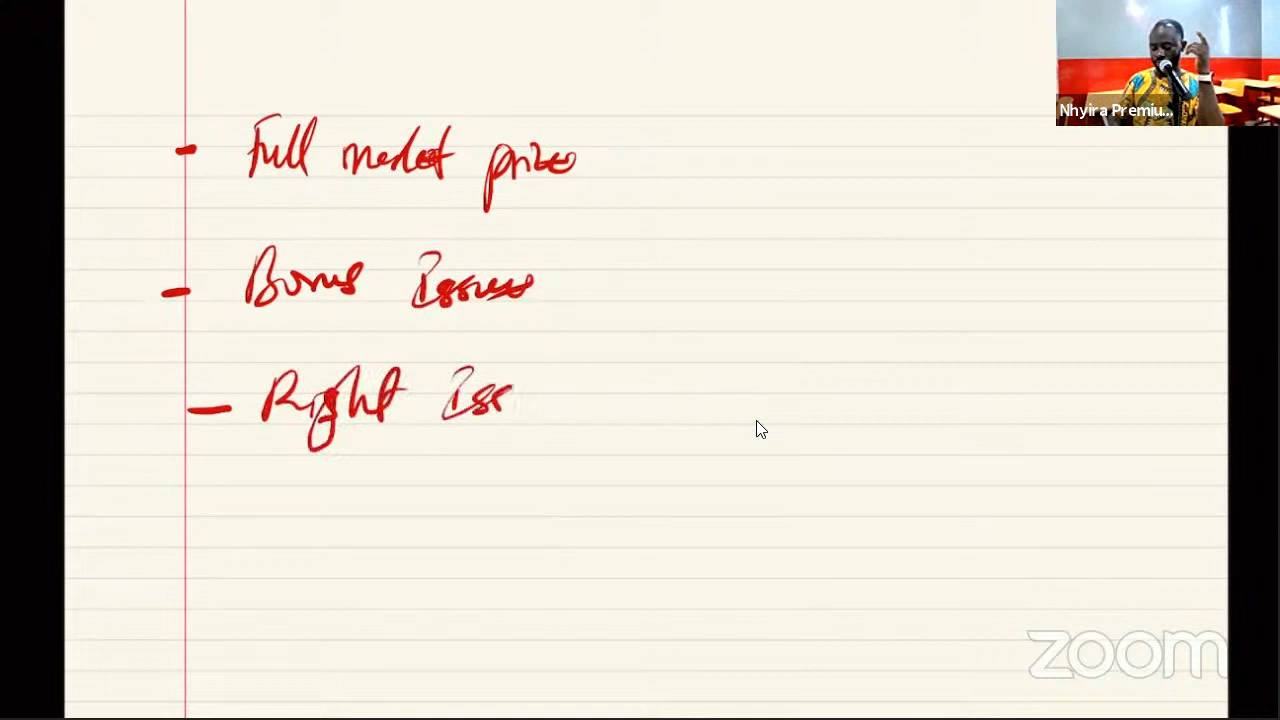 Nhyira Premiu...
- Full market price
- Bonus Issue
- Right Iss
zoom